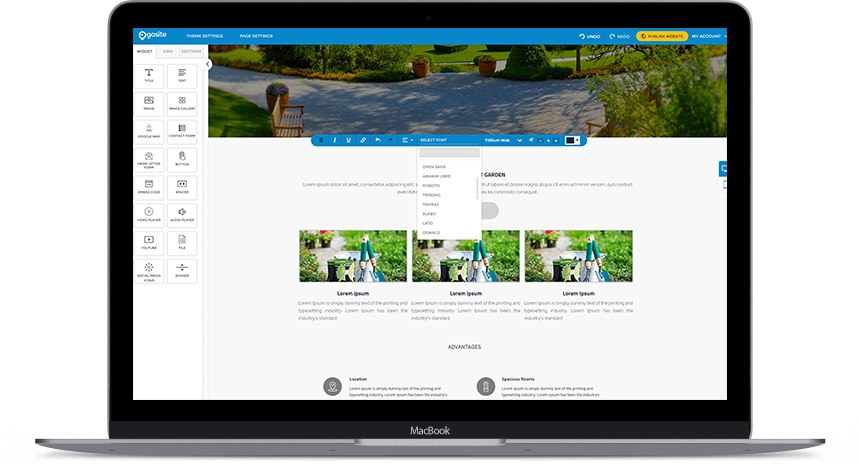 gosite
THEME SETTINGS
PAGE SETTINGS
UNDO
REDO
PUBLISH WEBSITE
MY ACCOUNT
WIDGET
GRID
SECTIONS
TITLE
TEXT
IMAGE
IMAGE GALLERY
GOOGLE MAP
CONTACT FORM
NEWS LETTER
FORM
BUTTON
EMBED CODE
SPACER
VIDEO PLAYER
AUDIO PLAYER
YOUTUBE
FILE
SOCIAL MEDIA
ICONS
DIVIDER
B I U
SELECT FONT
Titillium Web
OPEN SANS
ABHAYA LIBRE
ROBOTO
TRIRONG
TAVIRAJ
SLABO
LATO
OSWALD
GARDEN
Lorem ipsum dolor sit amet, consectetur adipiscing elit, enim ad minim veniam, quis nostrud
ex ea commodo consequat.
Lorem Ipsum
Lorem Ipsum is simply dummy text of the printing and
typesetting industry. Lorem Ipsum has been the
industry's standard
Lorem Ipsum
Lorem Ipsum is simply dummy text of the printing and
typesetting industry. Lorem Ipsum has been the
industry's standard
Lorem Ipsum
Lorem Ipsum is simply dummy text of the printing and
typesetting industry. Lorem Ipsum has been the
industry's standard
ADVANTAGES
Location
Lorem Ipsum is simply dummy text of the printing and
typesetting industry. Lorem Ipsum has been the industry's
Spacious Rooms
Lorem Ipsum is simply dummy text of the printing and
typesetting industry. Lorem Ipsum has been the industry's
MacBook